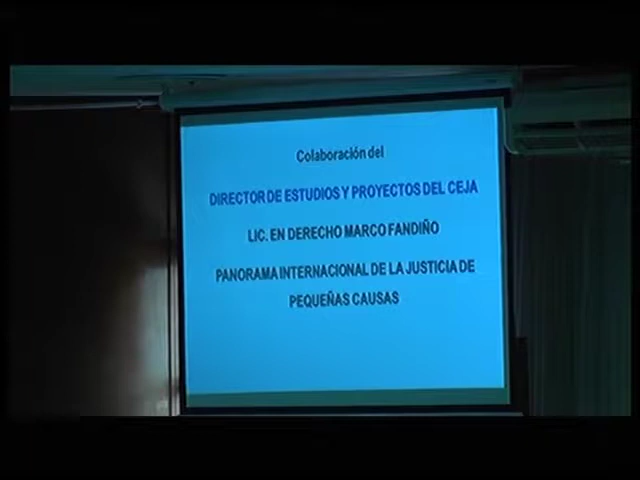 Colaboración del
DIRECTOR DE ESTUDIOS Y PROYECTOS DEL CEJA
LIC. EN DERECHO MARCO FANDIÑO
PANORAMA INTERNACIONAL DE LA JUSTICIA DE
PEQUEÑAS CAUSAS